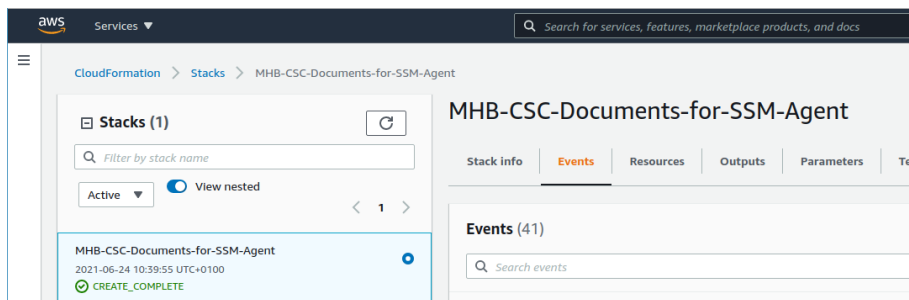 aws Services ▼ Search for services, features, marketplace products, and docs
CloudFormation > Stacks > MHB-CSC-Documents-for-SSM-Agent
Stacks (1)
Filter by stack name
Active ▼ View nested
< 1 >
MHB-CSC-Documents-for-SSM-Agent
2021-06-24 10:39:55 UTC+0100
CREATE_COMPLETE
MHB-CSC-Documents-for-SSM-Agent
Stack info Events Resources Outputs Parameters Te
Events (41)
Search events